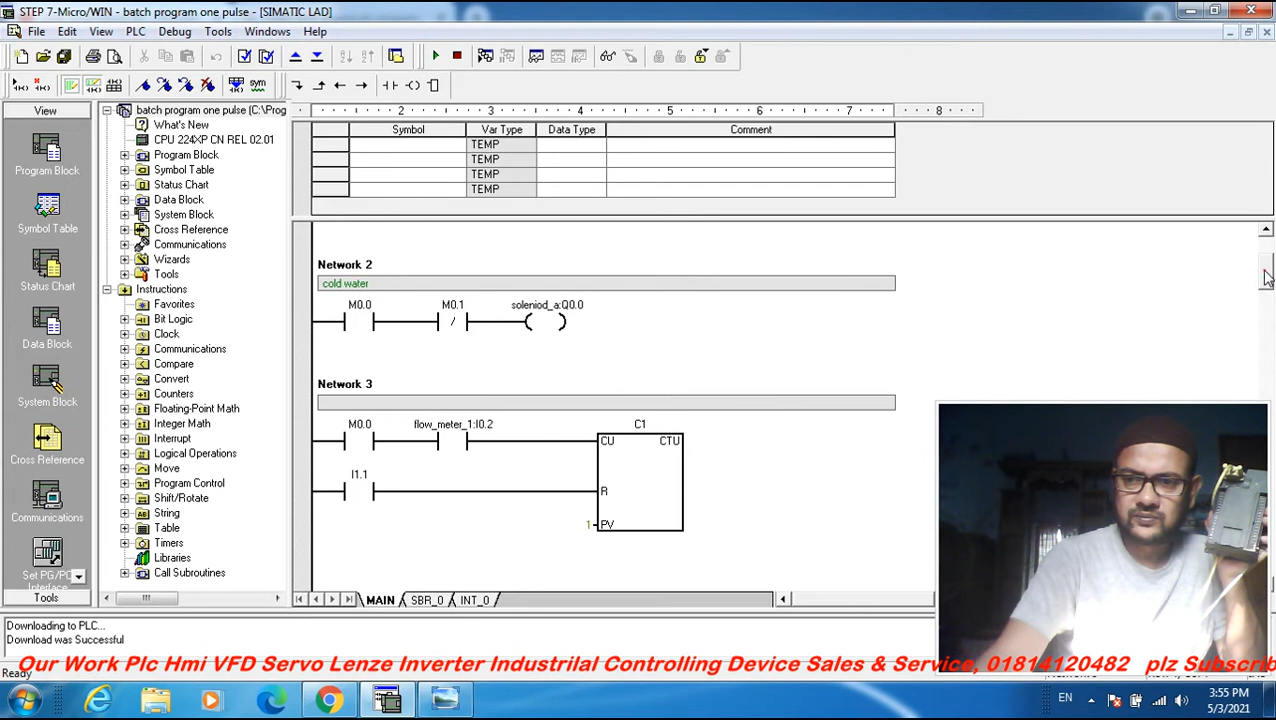 STEP 7-Micro/WIN - batch program one pulse - [SIMATIC LAD]
File Edit View PLC Debug Tools Windows Help
View
Program Block
Symbol Table
Status Chart
Data Block
System Block
Cross Reference
Communications
Set PG/PC
Interface
Tools
batch program one pulse (C:\Prog
What's New
CPU 224XP CN REL 02.01
Program Block
Symbol Table
Status Chart
Data Block
System Block
Cross Reference
Communications
Wizards
Tools
Instructions
Favorites
Bit Logic
Clock
Communications
Compare
Convert
Counters
Floating-Point Math
Integer Math
Interrupt
Logical Operations
Move
Program Control
Shift/Rotate
String
Table
Timers
Libraries
Call Subroutines
2 3 4 5 6 7 8
Symbol Var Type Data Type Comment
TEMP
TEMP
TEMP
TEMP
Network 2
cold water
M0.0 M0.1 soleniod_a:Q0.0
/
Network 3
M0.0 flow_meter_1:I0.2 C1
CU CTU
I1.1
R
1 PV
MAIN SBR_0 INT_0
Downloading to PLC...
Download was Successful
Our Work Plc Hmi VFD Servo Lenze Inverter Industrilal Controlling Device Sales & Service, 01814120482 plz Subscrib
Ready
EN 3:55 PM
5/3/2021